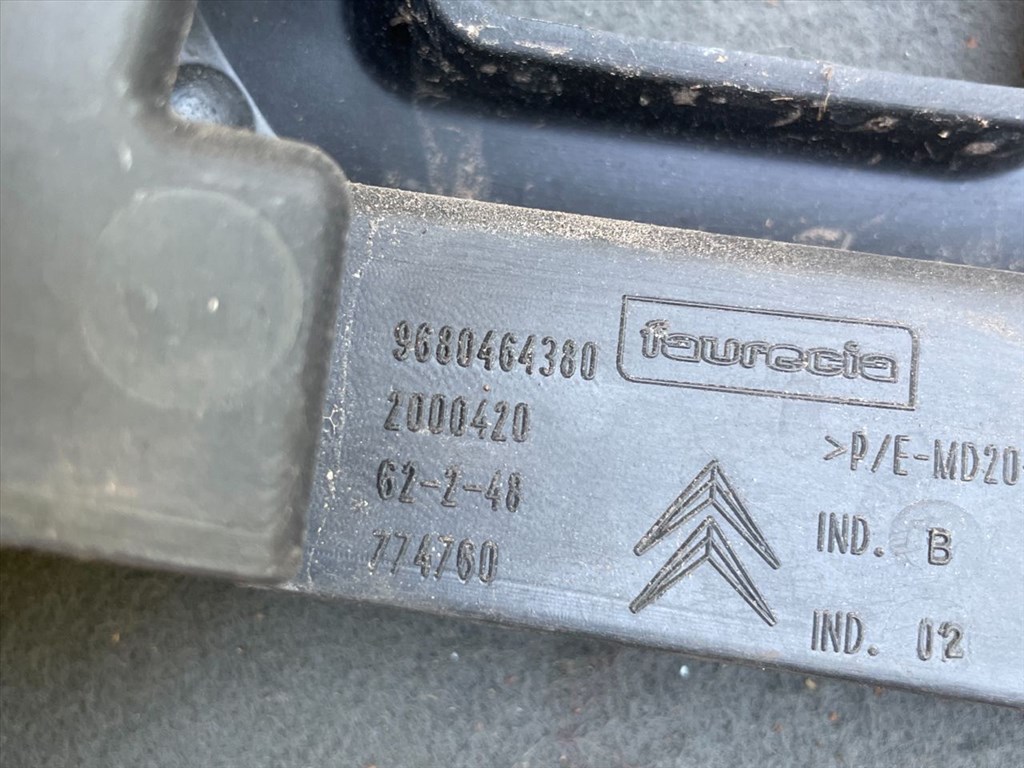 9680464380
faurecia
2000420
>P/E-MD20
62-2-48
IND. B
774760
IND. 02